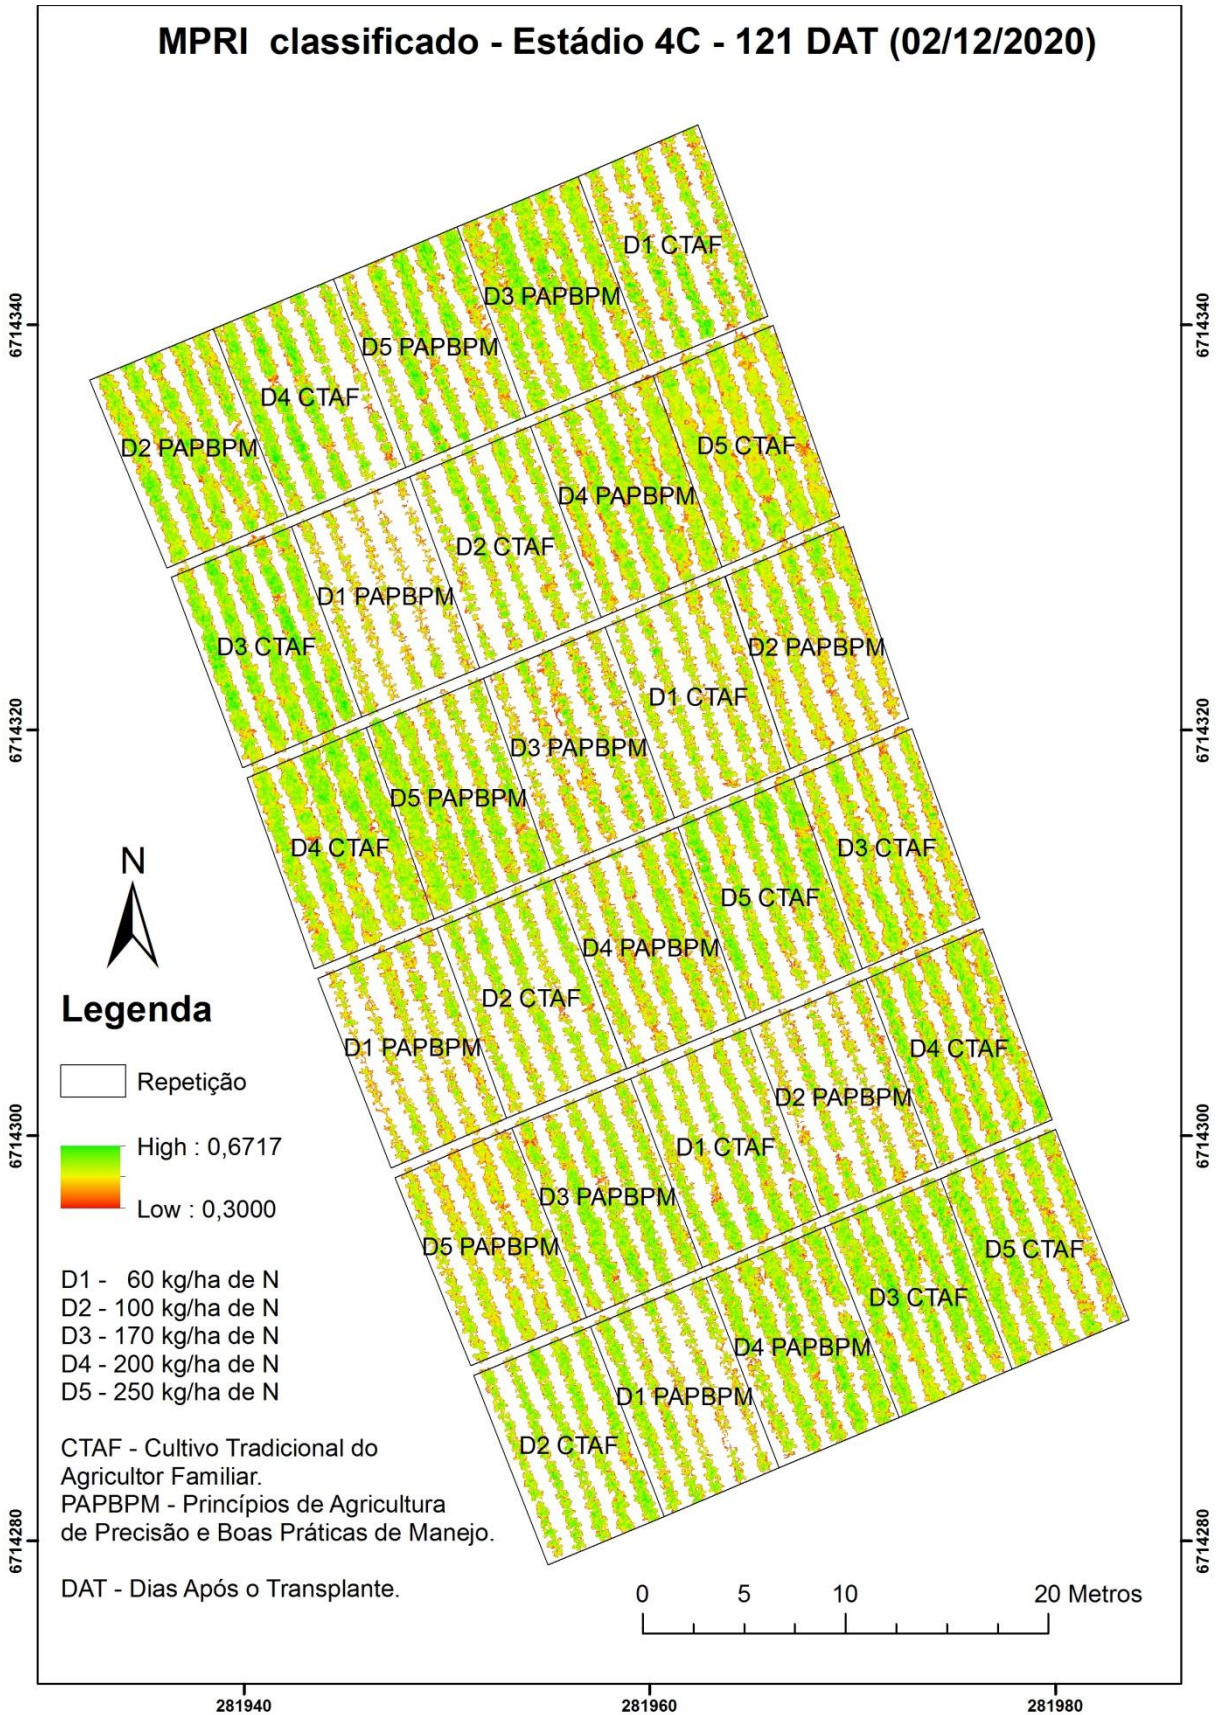 MPRI classificado - Estádio 4C - 121 DAT (02/12/2020)
D1 CTAF
D3 PAPBPM
D5 PAPBPM
D4 CTAF
D2 PAPBPM
6714340
6714340
D5 CTAF
D4 PAPBPM
D2 CTAF
D1 PAPBPM
D3 CTAF
D2 PAPBPM
D1 CTAF
D3 PAPBPM
D5 PAPBPM
D4 CTAF
6714320
6714320
D3 CTAF
D5 CTAF
D4 PAPBPM
D2 CTAF
D1 PAPBPM
N
Legenda
Repetição
High : 0,6717
Low : 0,3000
D4 CTAF
D2 PAPBPM
D1 CTAF
D3 PAPBPM
D5 PAPBPM
6714300
6714300
D5 CTAF
D3 CTAF
D4 PAPBPM
D1 PAPBPM
D2 CTAF
D1 - 60 kg/ha de N
D2 - 100 kg/ha de N
D3 - 170 kg/ha de N
D4 - 200 kg/ha de N
D5 - 250 kg/ha de N
CTAF - Cultivo Tradicional do
Agricultor Familiar.
PAPBPM - Princípios de Agricultura
de Precisão e Boas Práticas de Manejo.
DAT - Dias Após o Transplante.
6714280
6714280
0 5 10 20 Metros
281940 281960 281980